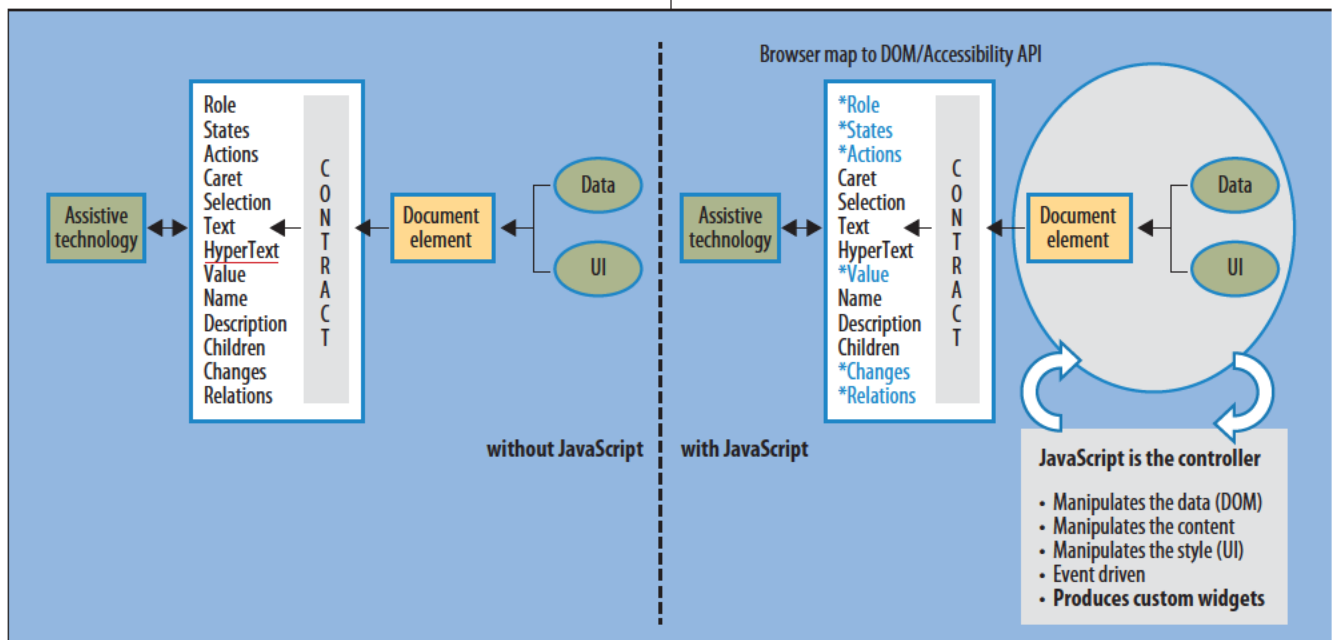 Assistive
technology
Role
States
Actions
Caret
Selection
Text
HyperText
Value
Name
Description
Children
Changes
Relations
CONTRACT
Document
element
Data
UI
without JavaScript
Browser map to DOM/Accessibility API
Assistive
technology
*Role
*States
*Actions
Caret
Selection
Text
HyperText
*Value
Name
Description
Children
*Changes
*Relations
CONTRACT
Document
element
Data
UI
with JavaScript
JavaScript is the controller
• Manipulates the data (DOM)
• Manipulates the content
• Manipulates the style (UI)
• Event driven
• Produces custom widgets